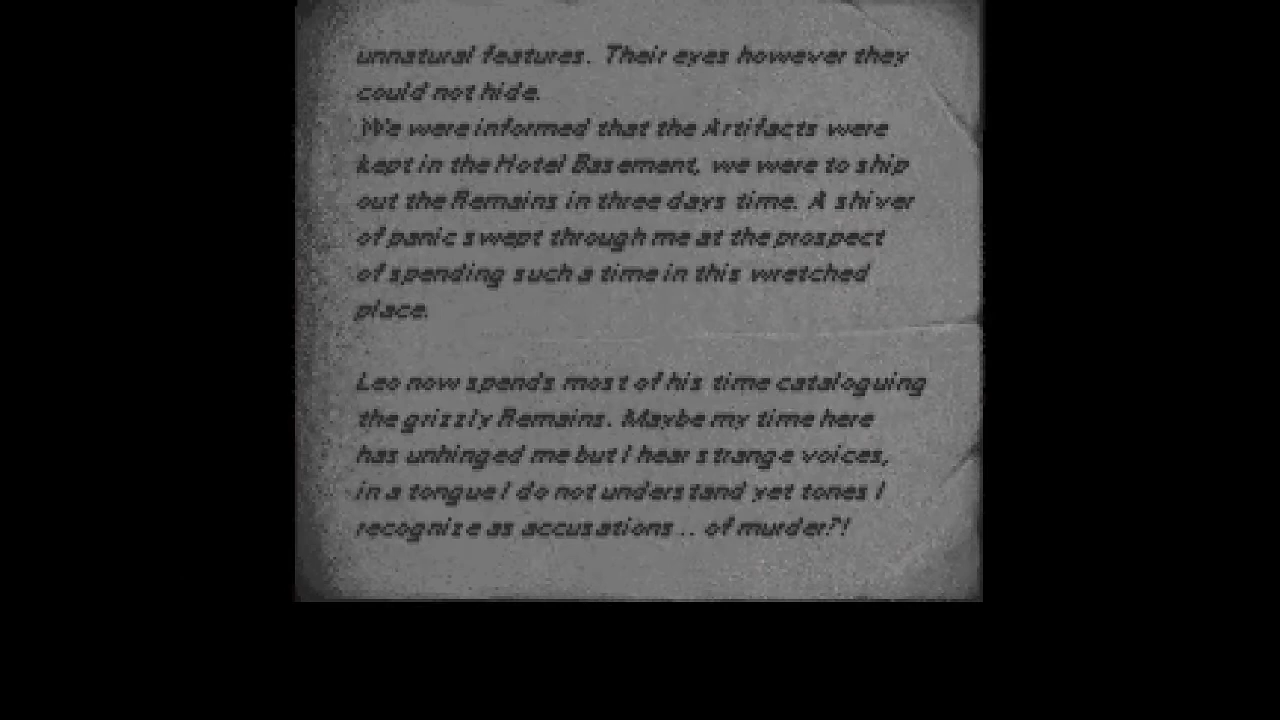 unnatural features. Their eyes however they
could not hide.
We were informed that the Artifacts were
kept in the Hotel Basement, we were to ship
out the Remains in three days time. A shiver
of panic swept through me at the prospect
of spending such a time in this wretched
place.
Leo now spends most of his time cataloguing
the grizzly Remains. Maybe my time here
has unhinged me but I hear strange voices,
in a tongue I do not understand yet tones I
recognize as accusations .. of murder?!